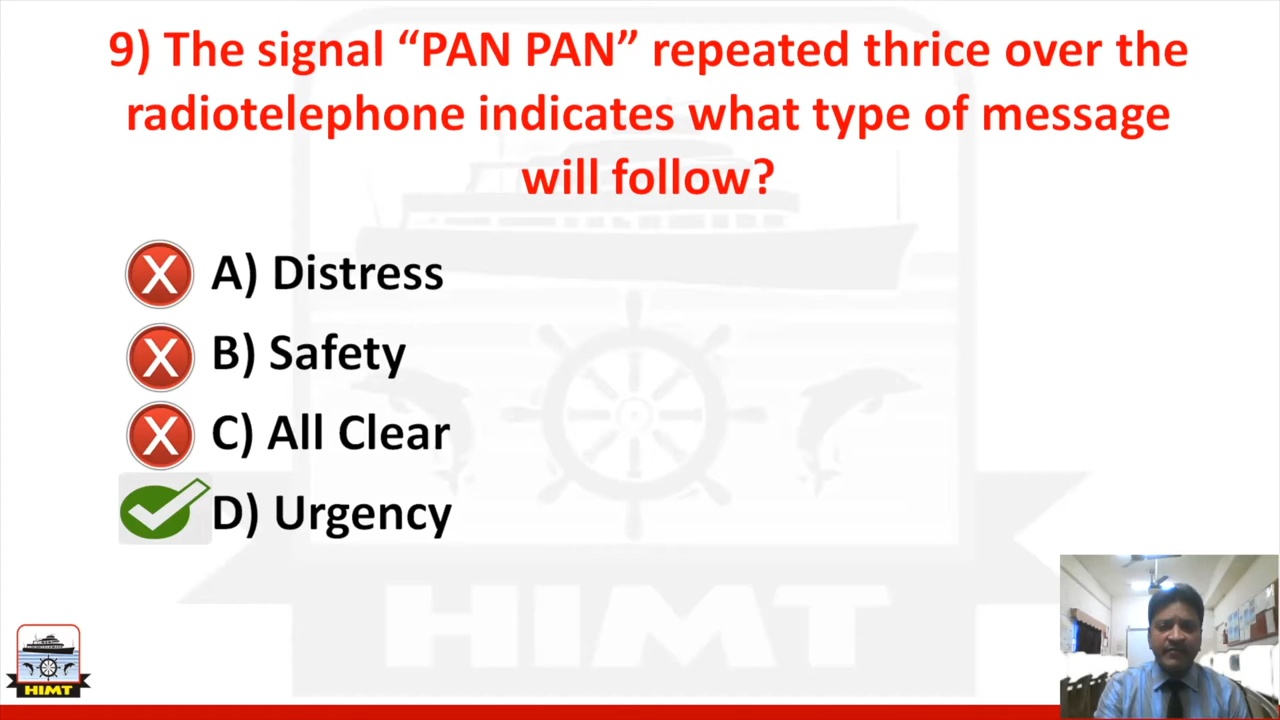 9) The signal “PAN PAN” repeated thrice over the
radiotelephone indicates what type of message
will follow?
X A) Distress
X B) Safety
X C) All Clear
D) Urgency
HIMT
HIMT